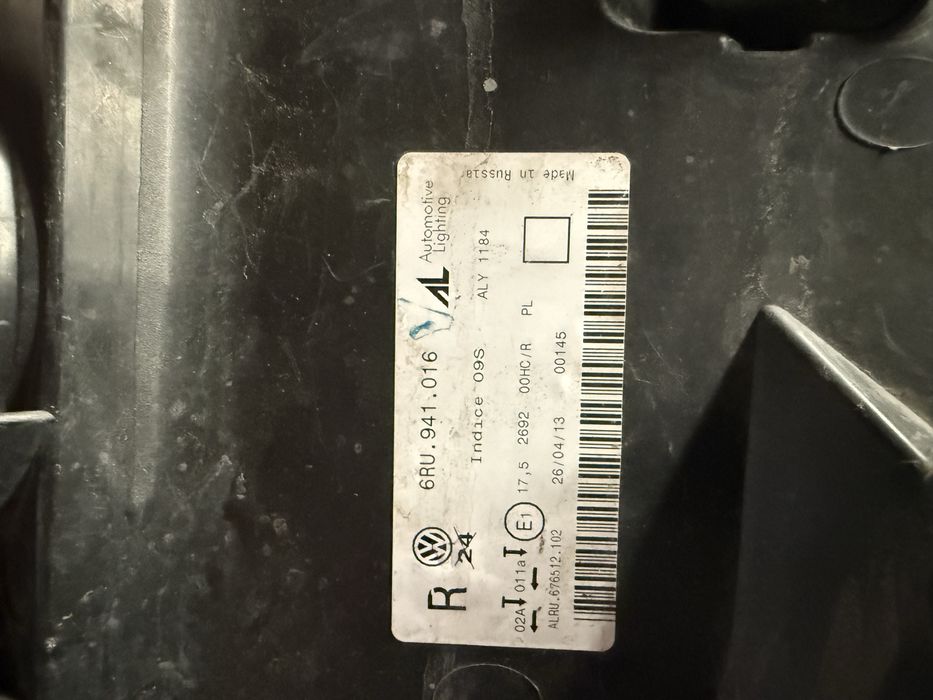 R 6RU.941.016 AL Automotive Lighting
24 Indice 09S ALY 1184
02A 011a E1 17,5 2692 00HC/R PL
ALRU.676512.102 26/04/13 00145
Made in Russia